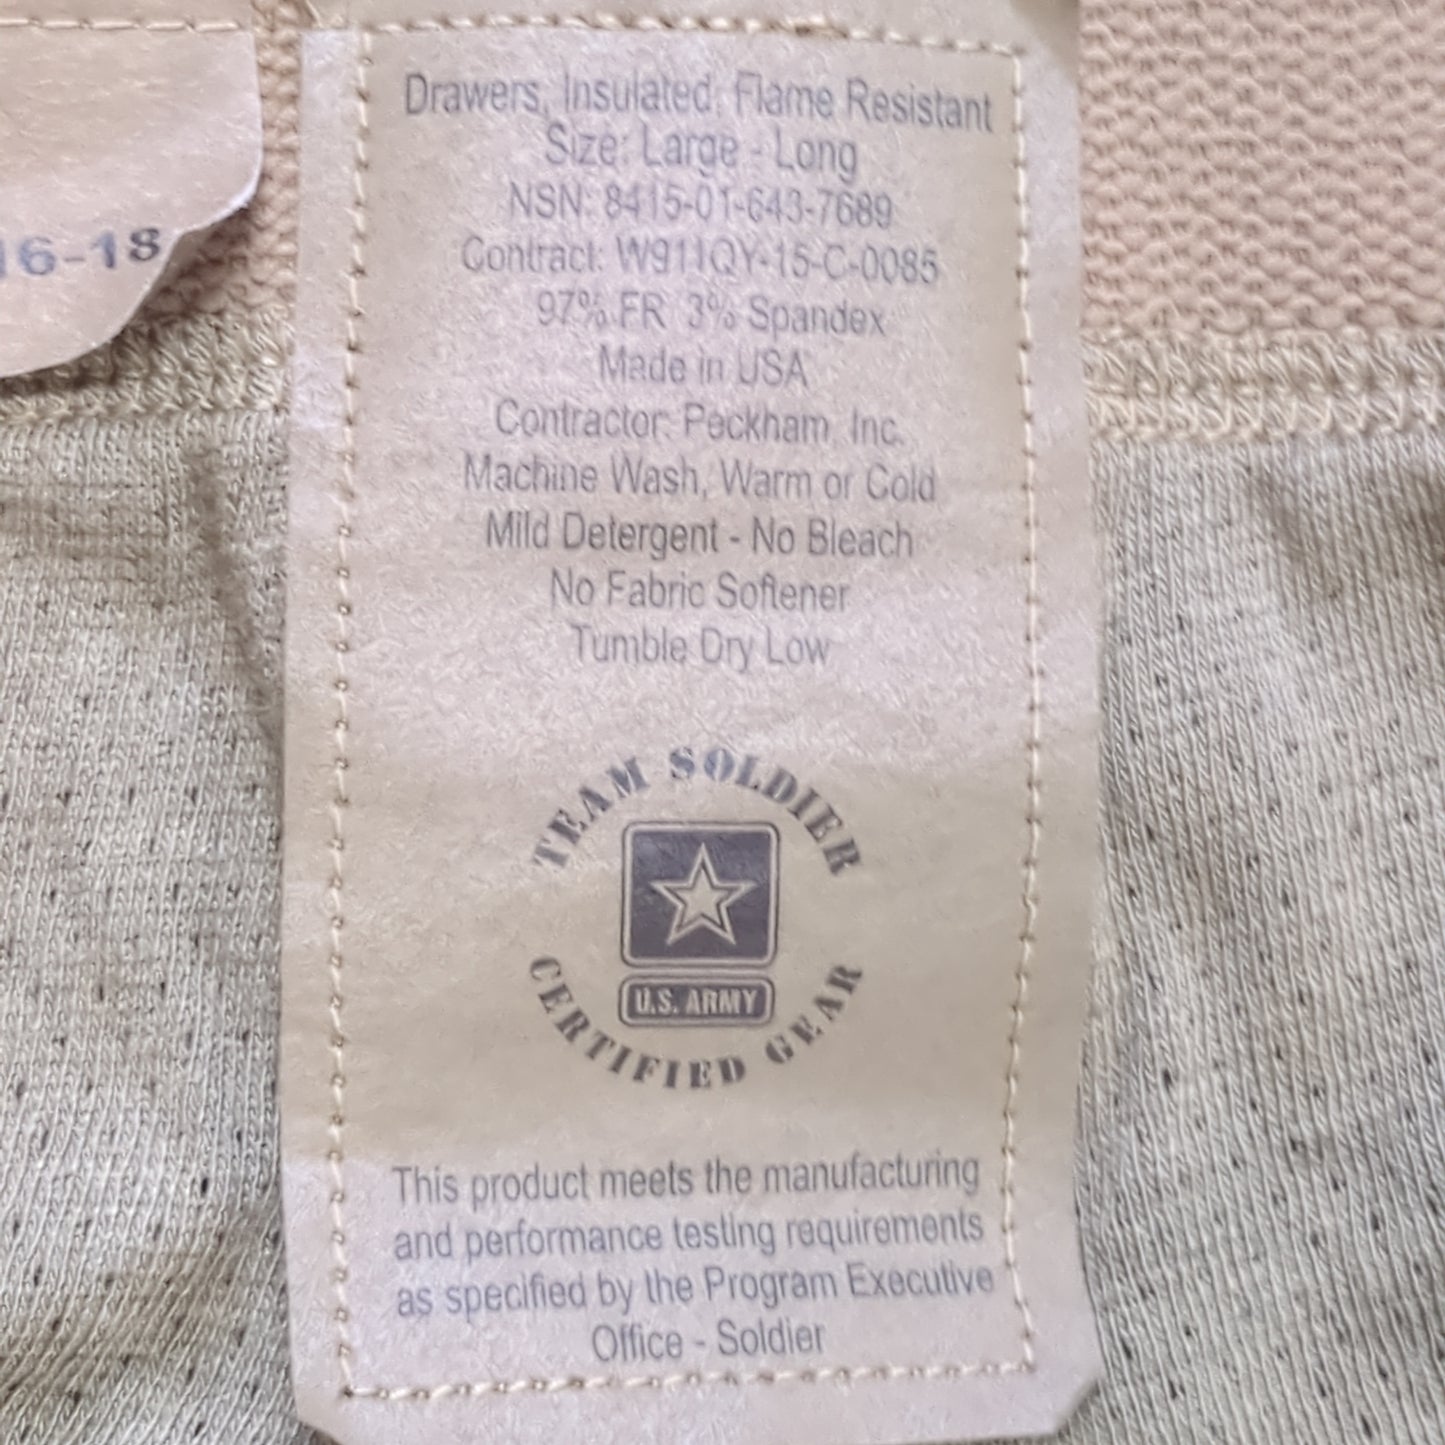 Drawers, Insulated, Flame Resistant
Size: Large - Long
NSN: 8415-01-643-7689
Contract: W911QY-15-C-0085
97% FR 3% Spandex
Made in USA
Contractor: Peckham, Inc.
Machine Wash, Warm or Cold
Mild Detergent - No Bleach
No Fabric Softener
Tumble Dry Low
TEAM SOLDIER
U.S. ARMY
CERTIFIED GEAR
This product meets the manufacturing
and performance testing requirements
as specified by the Program Executive
Office - Soldier
16-18